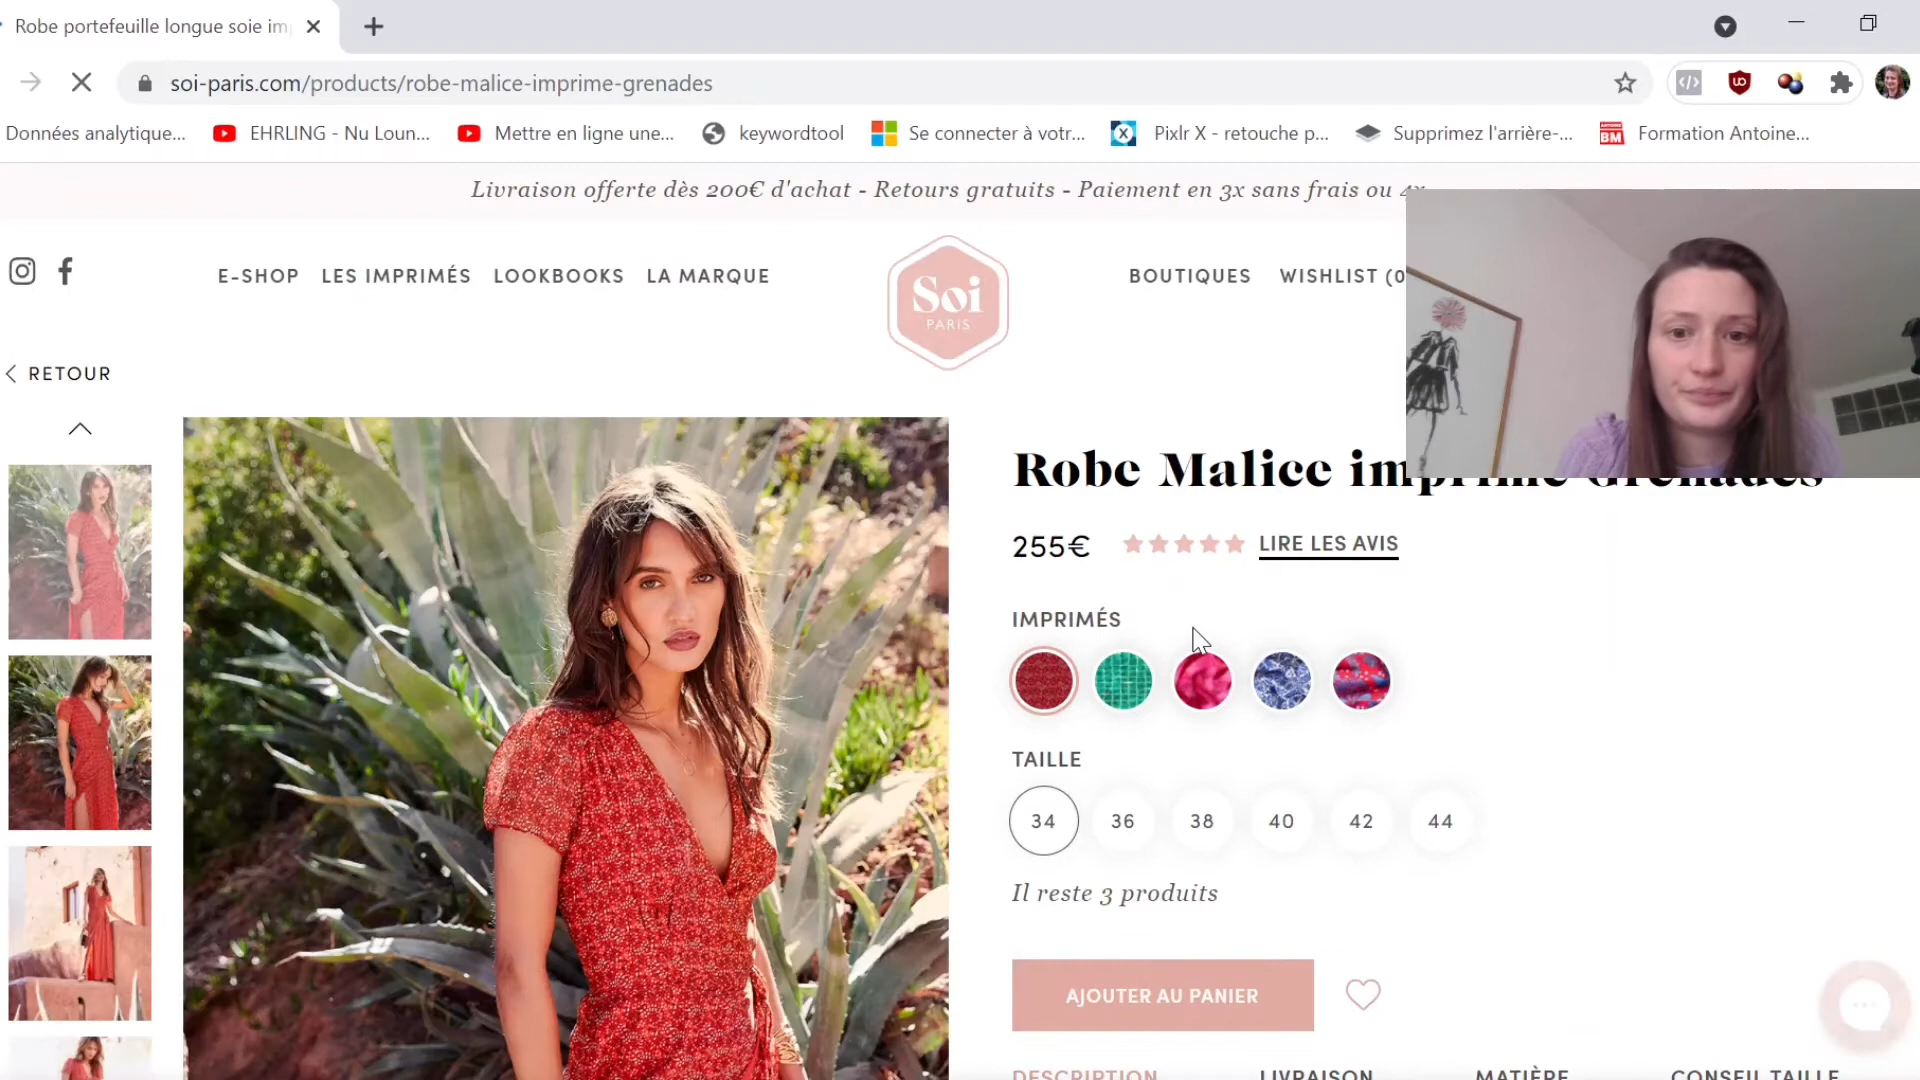 Robe portefeuille longue soie im
soi-paris.com/products/robe-malice-imprime-grenades
Données analytique...
EHRLING - Nu Loun...
Mettre en ligne une...
keywordtool
Se connecter à votr...
Pixlr X - retouche p...
Supprimez l'arrière-...
Formation Antoine...
Livraison offerte dès 200€ d'achat - Retours gratuits - Paiement en 3x sans frais ou 4x
E-SHOP LES IMPRIMÉS LOOKBOOKS LA MARQUE
Soi
PARIS
BOUTIQUES WISHLIST (0
RETOUR
Robe Malice imprimé Grenades
255€
LIRE LES AVIS
IMPRIMÉS
TAILLE
34 36 38 40 42 44
Il reste 3 produits
AJOUTER AU PANIER
DESCRIPTION LIVRAISON MATIÈRE CONSEIL TAILLE